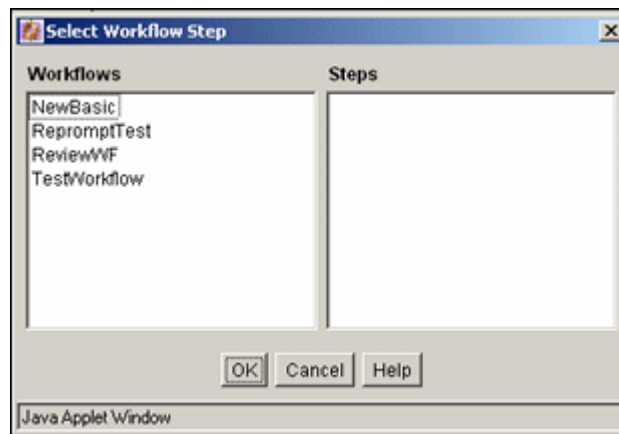 Select Workflow Step
Workflows Steps
NewBasic
RepromptTest
ReviewWF
TestWorkflow
OK Cancel Help
Java Applet Window